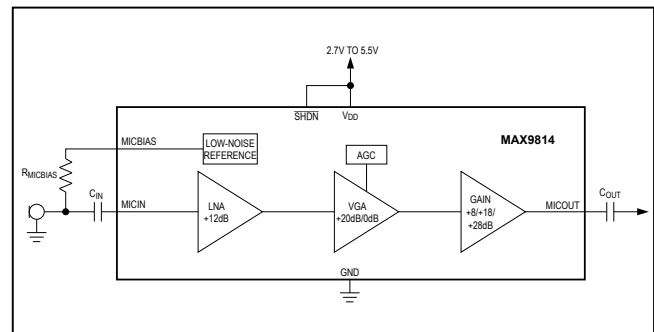 2.7V TO 5.5V
SHDN
VDD
MAX9814
MICBIAS
LOW-NOISE
REFERENCE
AGC
RMICBIAS
CIN
MICIN
LNA
+12dB
VGA
+20dB/0dB
GAIN
+8/+18/
+28dB
MICOUT
COUT
GND